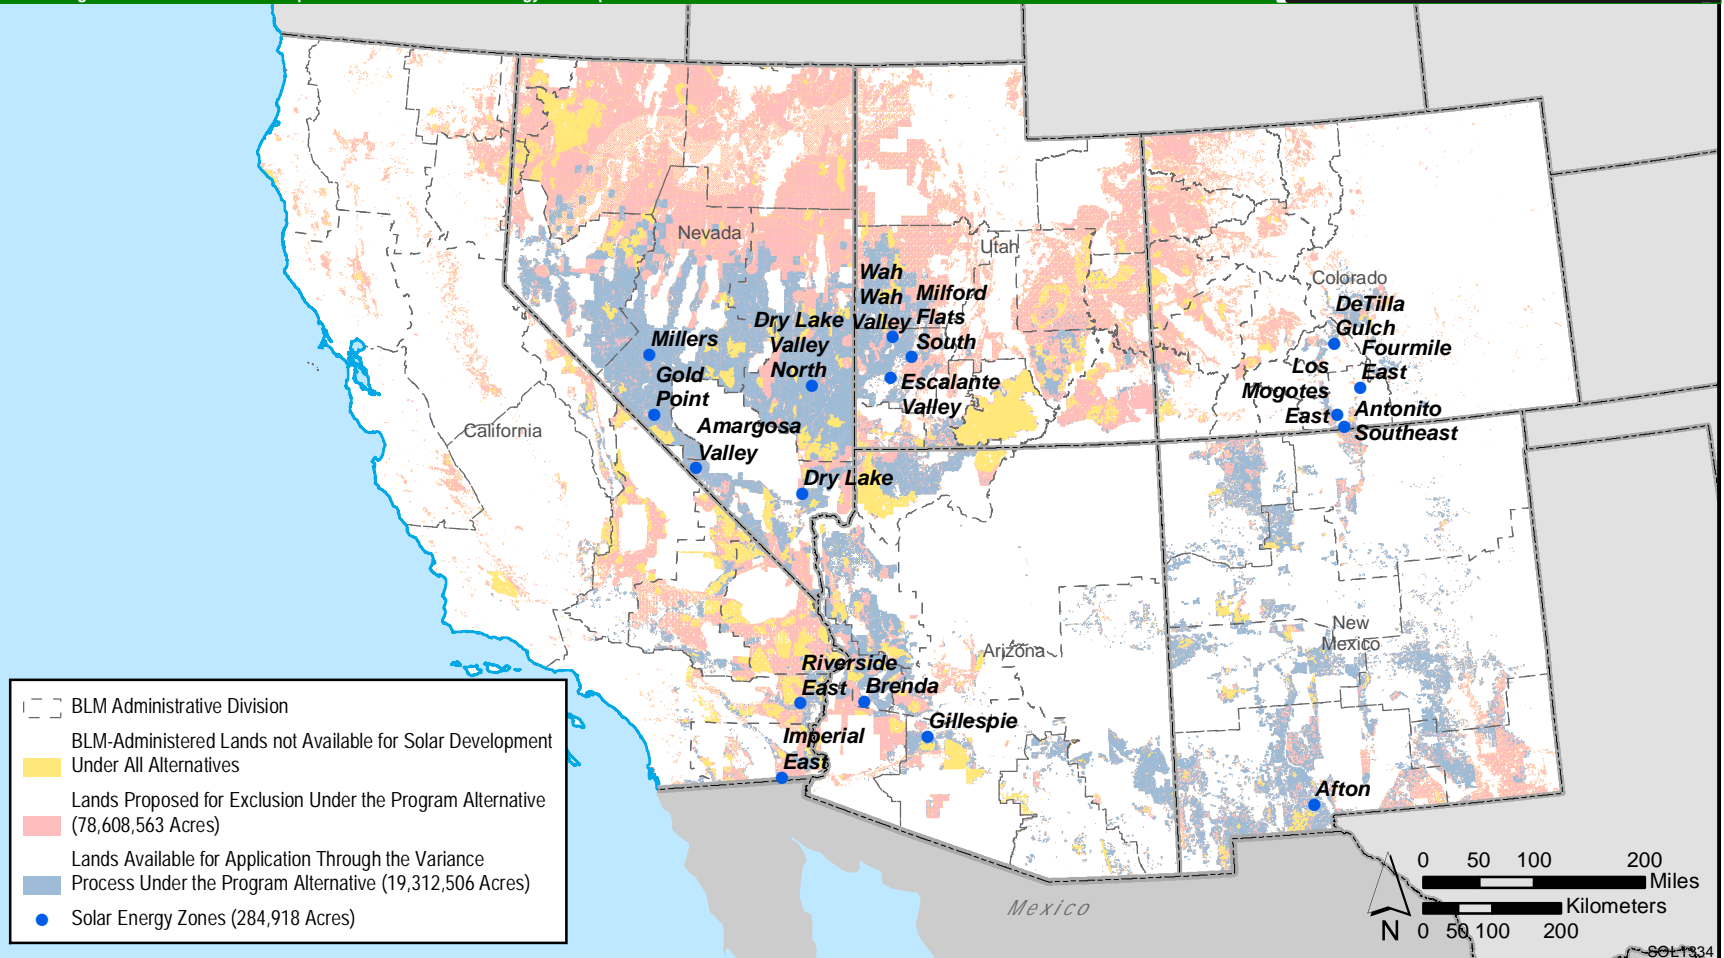 Nevada
Utah
Colorado
California
Arizona
New
Mexico
Mexico
Wah
Wah
Valley
Milford
Flats
South
Dry Lake
Valley
North
Millers
Gold
Point
Escalante
Valley
Amargosa
Valley
Dry Lake
DeTilla
Gulch
Fourmile
East
Los
Mogotes
East
Antonito
Southeast
Riverside
East
Brenda
Gillespie
Imperial
East
Afton
BLM Administrative Division
BLM-Administered Lands not Available for Solar Development
Under All Alternatives
Lands Proposed for Exclusion Under the Program Alternative
(78,608,563 Acres)
Lands Available for Application Through the Variance
Process Under the Program Alternative (19,312,506 Acres)
Solar Energy Zones (284,918 Acres)
0 50 100 200
Miles
Kilometers
N 0 50 100 200
SOL1334